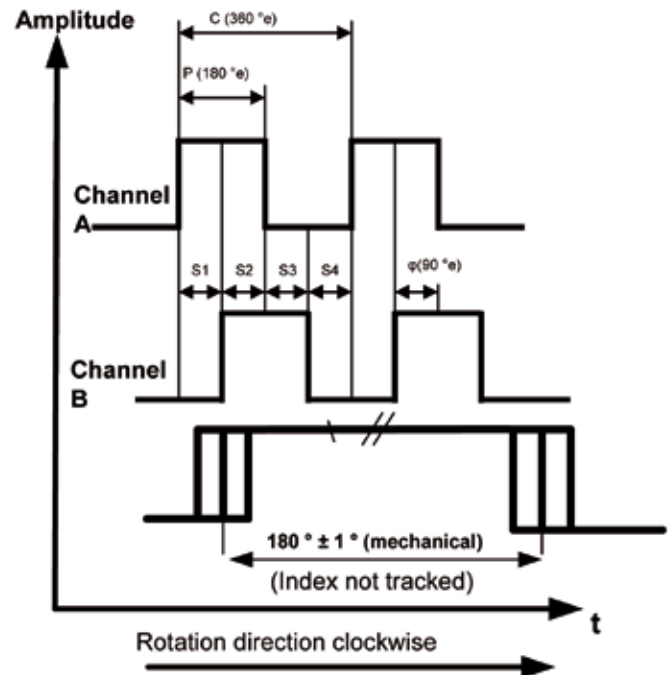 Amplitude
C (360 °e)
P (180 °e)
Channel
A
S1 S2 S3 S4 φ(90 °e)
Channel
B
180 ° ± 1 ° (mechanical)
(Index not tracked)
t
Rotation direction clockwise